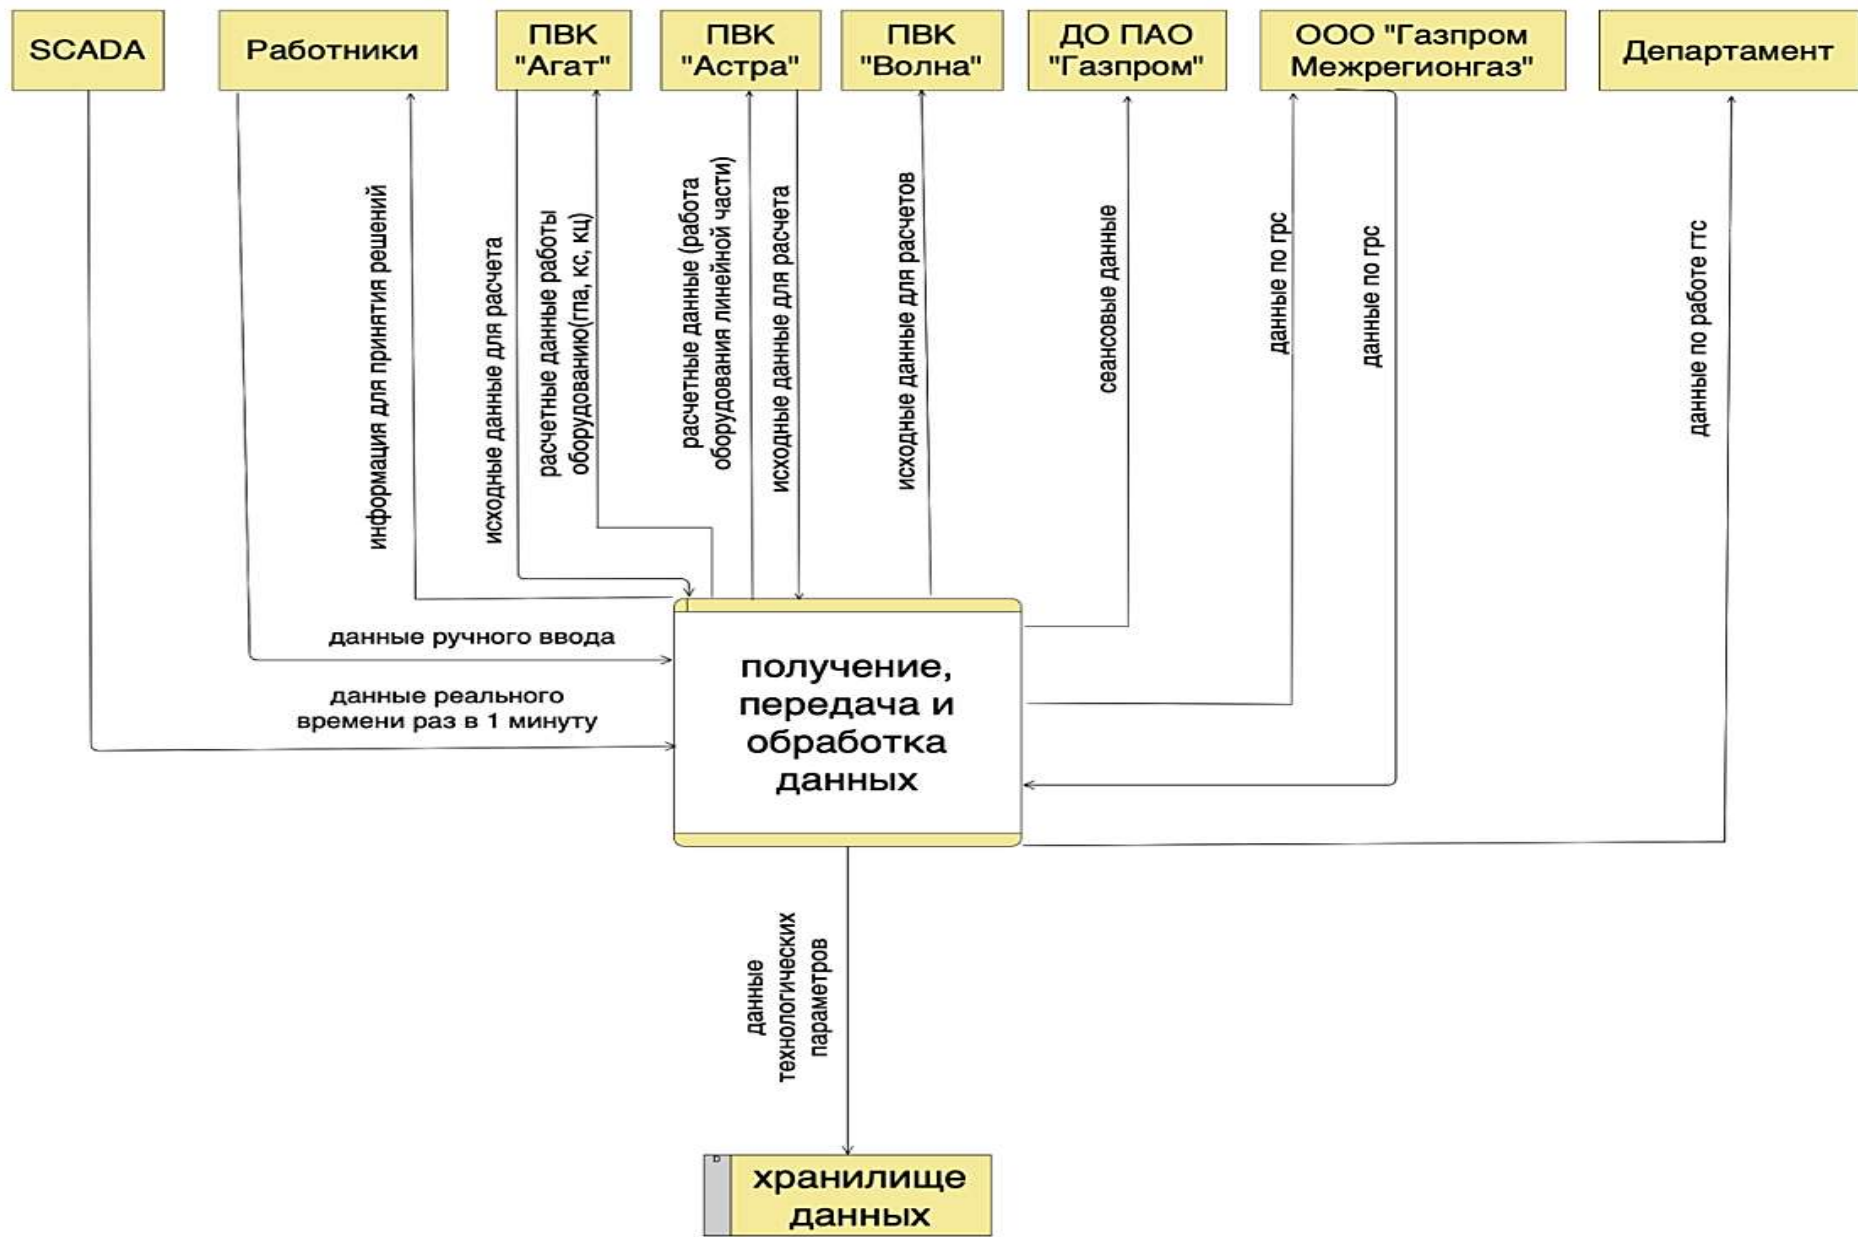 SCADA
Работники
ПВК
"Агат"
ПВК
"Астра"
ПВК
"Волна"
ДО ПАО
"Газпром"
ООО "Газпром
Межрегионгаз"
Департамент
информация для принятия решений
исходные данные для расчета
расчетные данные работы
оборудованию(гпа, кс, кц)
расчетные данные (работа
оборудования линейной части)
исходные данные для расчета
исходные данные для расчетов
сеансовые данные
данные по грс
данные по грс
данные по работе гтс
данные ручного ввода
данные реального
времени раз в 1 минуту
получение,
передача и
обработка
данных
данные
технологических
параметров
D
хранилище
данных